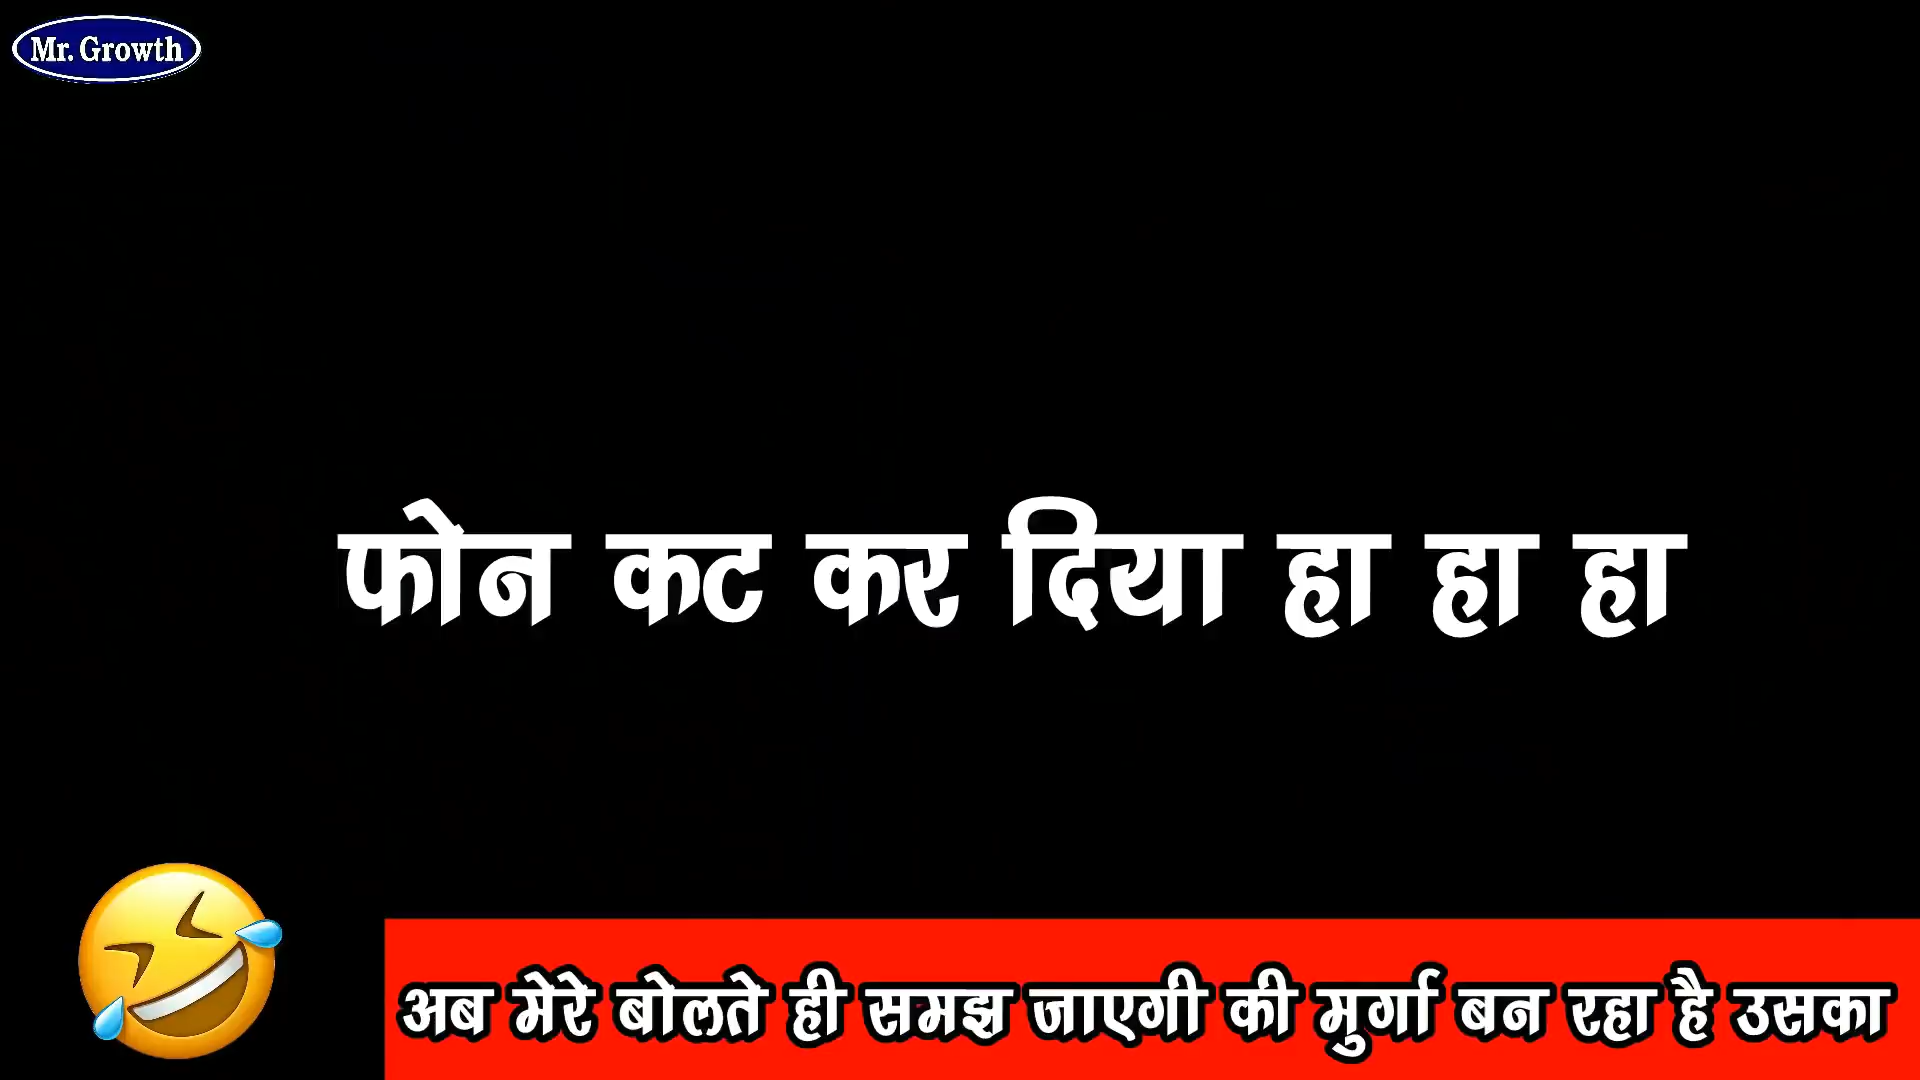 Mr. Growth
फोन कट कर दिया हा हा हा
अब मेरे बोलते ही समझ जाएगी की मुर्गा बन रहा है उसका